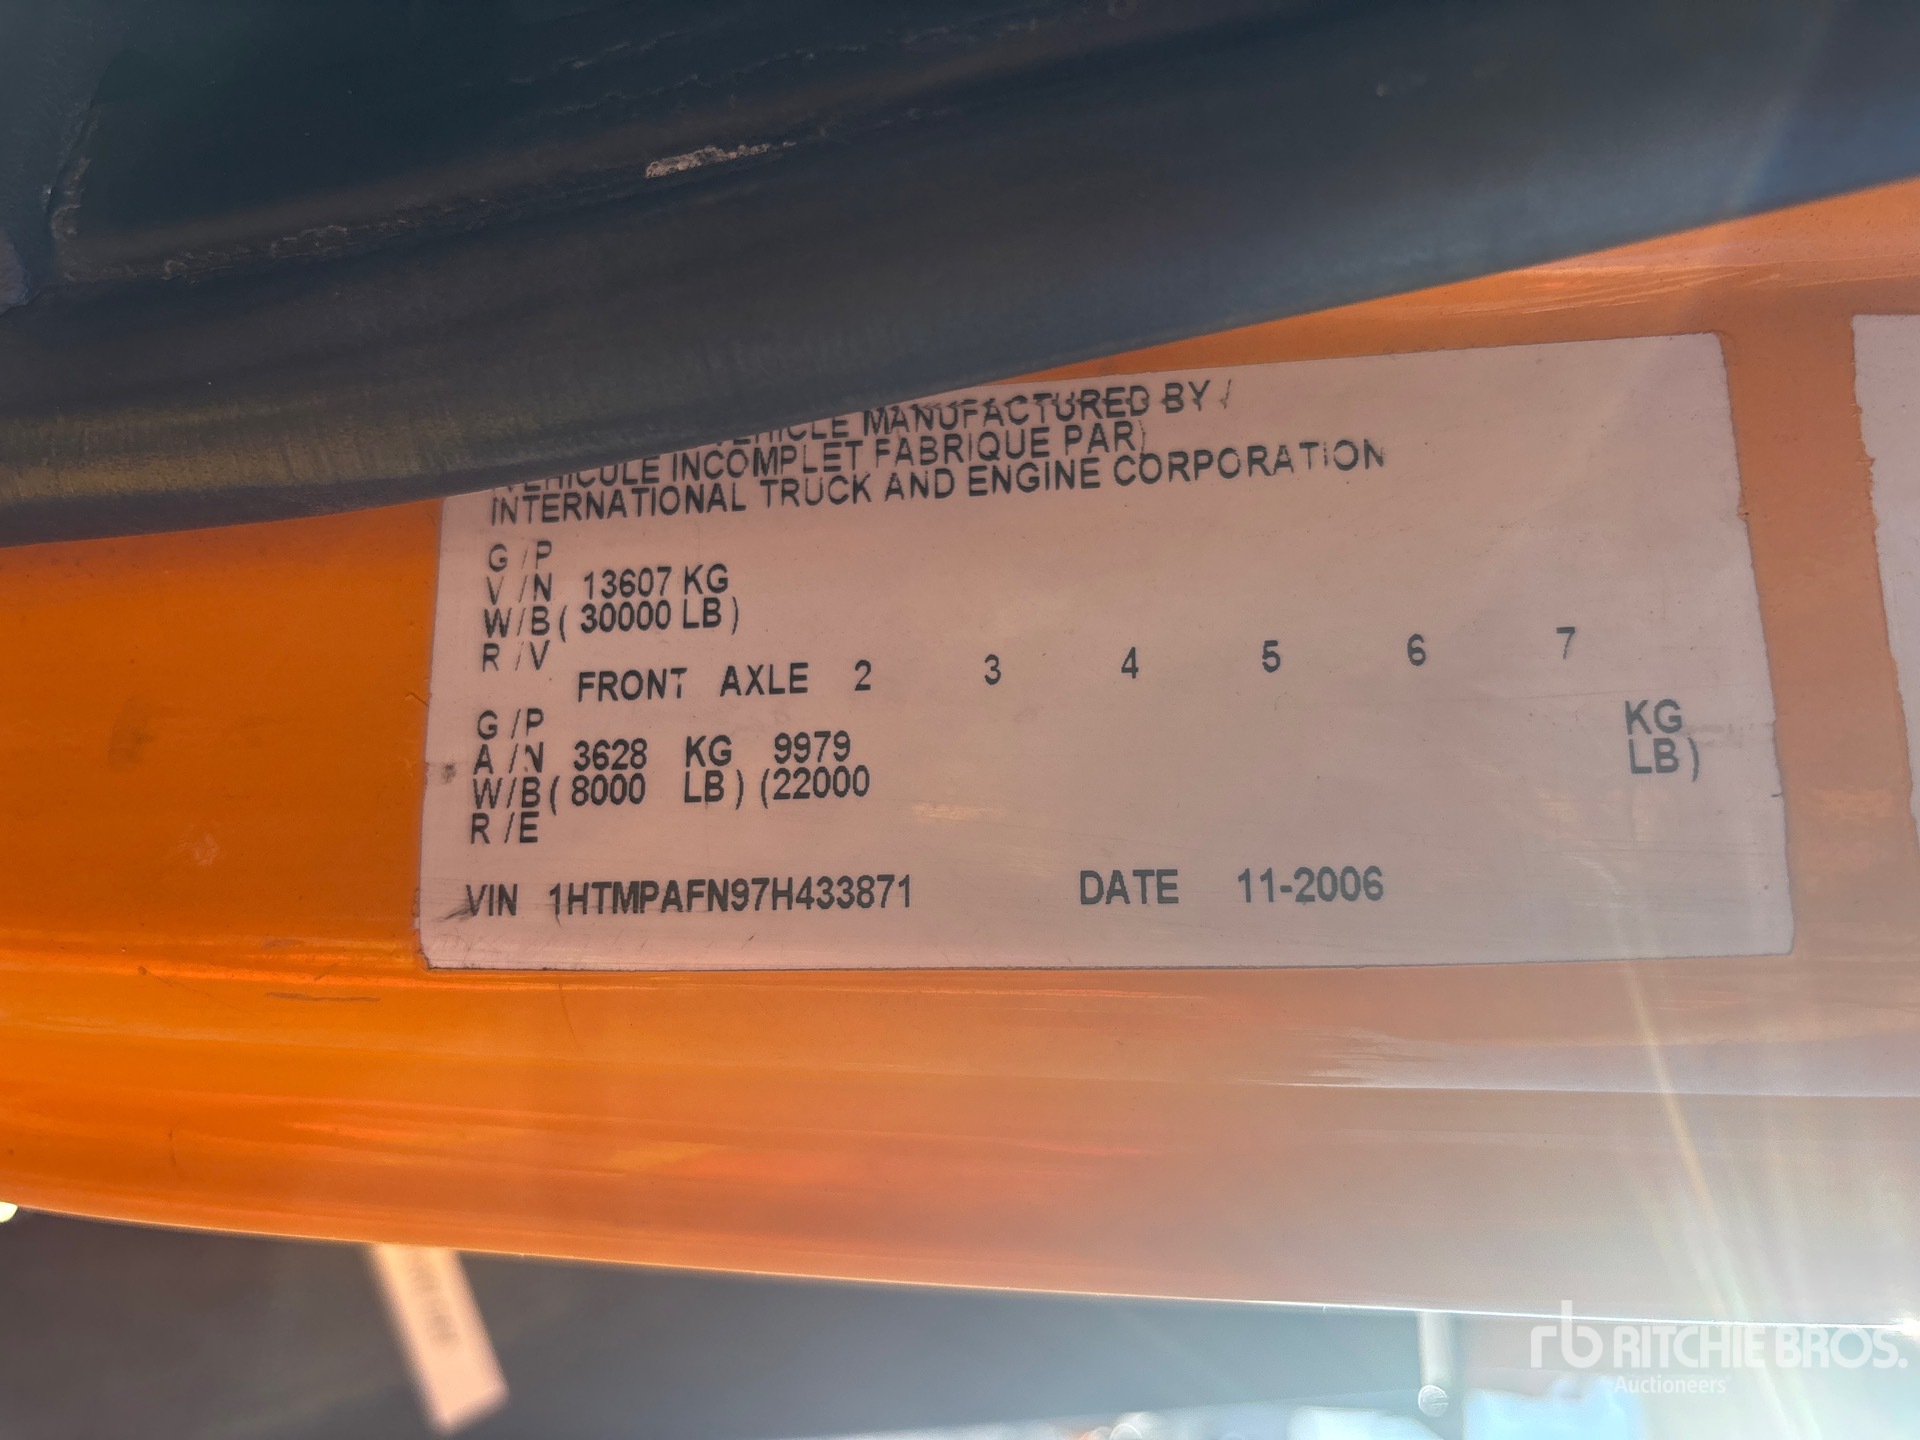 VEHICLE MANUFACTURED BY /
VEHICULE INCOMPLET FABRIQUE PAR
INTERNATIONAL TRUCK AND ENGINE CORPORATION
G /P
V /N 13607 KG
W/B ( 30000 LB )
R /V
FRONT AXLE 2 3 4 5 6 7
G /P
A /N 3628 KG 9979 KG
W/B ( 8000 LB ) (22000 LB )
R /E
VIN 1HTMPAFN97H433871 DATE 11-2006
rb RITCHIE BROS.
Auctioneers